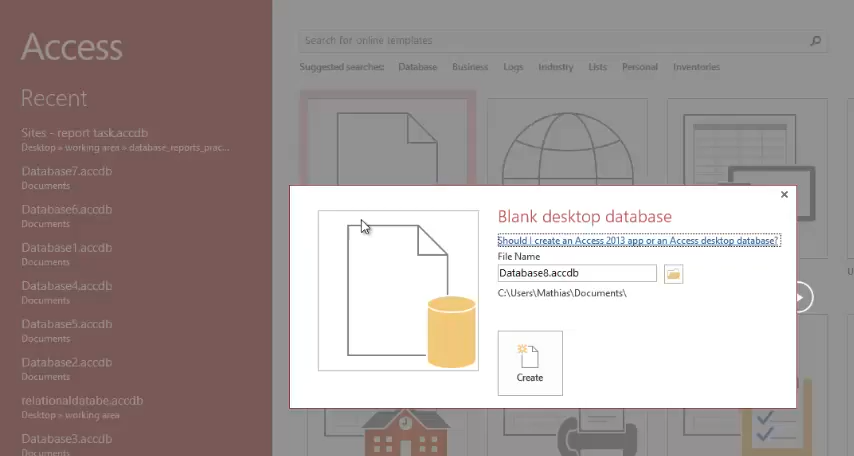 Access
Recent
Sites - report task.accdb
Desktop » working area » database_reports_prac...
Database7.accdb
Documents
Database6.accdb
Documents
Database1.accdb
Documents
Database4.accdb
Documents
Database5.accdb
Documents
Database2.accdb
Documents
relationaldatabe.accdb
Desktop » working area
Database3.accdb
Documents
Search for online templates
Suggested searches: Database Business Logs Industry Lists Personal Inventories
Blank desktop database
Should I create an Access 2013 app or an Access desktop database?
File Name
Database8.accdb
C:\Users\Mathias\Documents\
Create